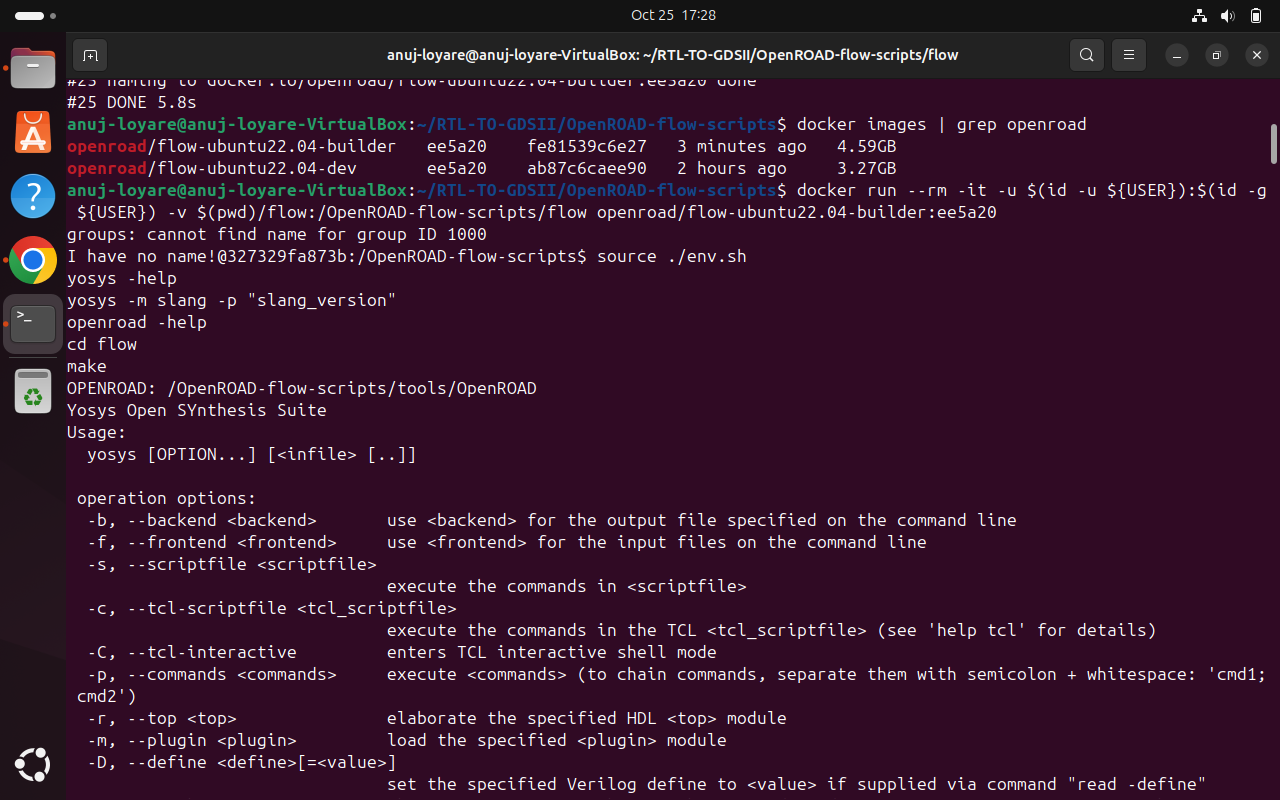 Oct 25 17:28
anuj-loyare@anuj-loyare-VirtualBox: ~/RTL-TO-GDSII/OpenROAD-flow-scripts/flow
#25 naming to docker.io/openroad/flow-ubuntu22.04-builder:ee5a20 done
#25 DONE 5.8s
anuj-loyare@anuj-loyare-VirtualBox:~/RTL-TO-GDSII/OpenROAD-flow-scripts$ docker images | grep openroad
openroad/flow-ubuntu22.04-builder   ee5a20    fe81539c6e27   3 minutes ago   4.59GB
openroad/flow-ubuntu22.04-dev       ee5a20    ab87c6caee90   2 hours ago     3.27GB
anuj-loyare@anuj-loyare-VirtualBox:~/RTL-TO-GDSII/OpenROAD-flow-scripts$ docker run --rm -it -u $(id -u ${USER}):$(id -g
 ${USER}) -v $(pwd)/flow:/OpenROAD-flow-scripts/flow openroad/flow-ubuntu22.04-builder:ee5a20
groups: cannot find name for group ID 1000
I have no name!@327329fa873b:/OpenROAD-flow-scripts$ source ./env.sh
yosys -help
yosys -m slang -p "slang_version"
openroad -help
cd flow
make
OPENROAD: /OpenROAD-flow-scripts/tools/OpenROAD
Yosys Open SYnthesis Suite
Usage:
  yosys [OPTION...] [<infile> [..]]
 operation options:
  -b, --backend <backend>       use <backend> for the output file specified on the command line
  -f, --frontend <frontend>     use <frontend> for the input files on the command line
  -s, --scriptfile <scriptfile>
                                execute the commands in <scriptfile>
  -c, --tcl-scriptfile <tcl_scriptfile>
                                execute the commands in the TCL <tcl_scriptfile> (see 'help tcl' for details)
  -C, --tcl-interactive         enters TCL interactive shell mode
  -p, --commands <commands>     execute <commands> (to chain commands, separate them with semicolon + whitespace: 'cmd1;
 cmd2')
  -r, --top <top>               elaborate the specified HDL <top> module
  -m, --plugin <plugin>         load the specified <plugin> module
  -D, --define <define>[=<value>]
                                set the specified Verilog define to <value> if supplied via command "read -define"